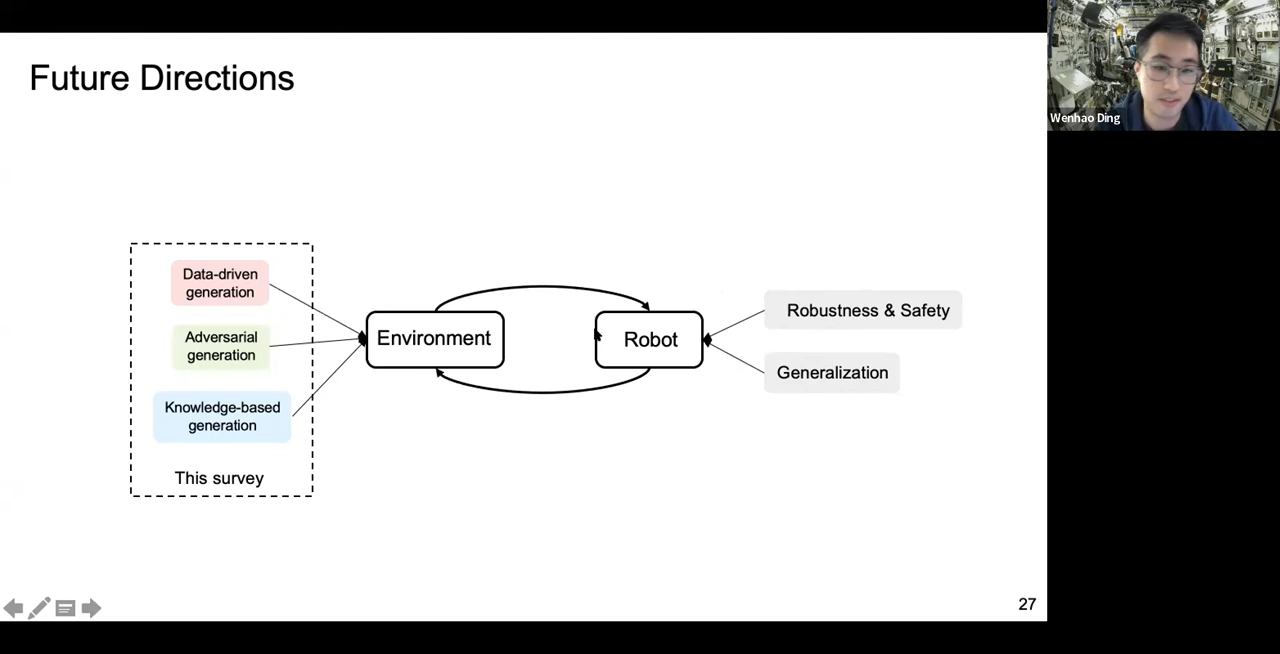 Future Directions
Wenhao Ding
Data-driven
generation
Adversarial
generation
Knowledge-based
generation
This survey
Environment
Robot
Robustness & Safety
Generalization
27